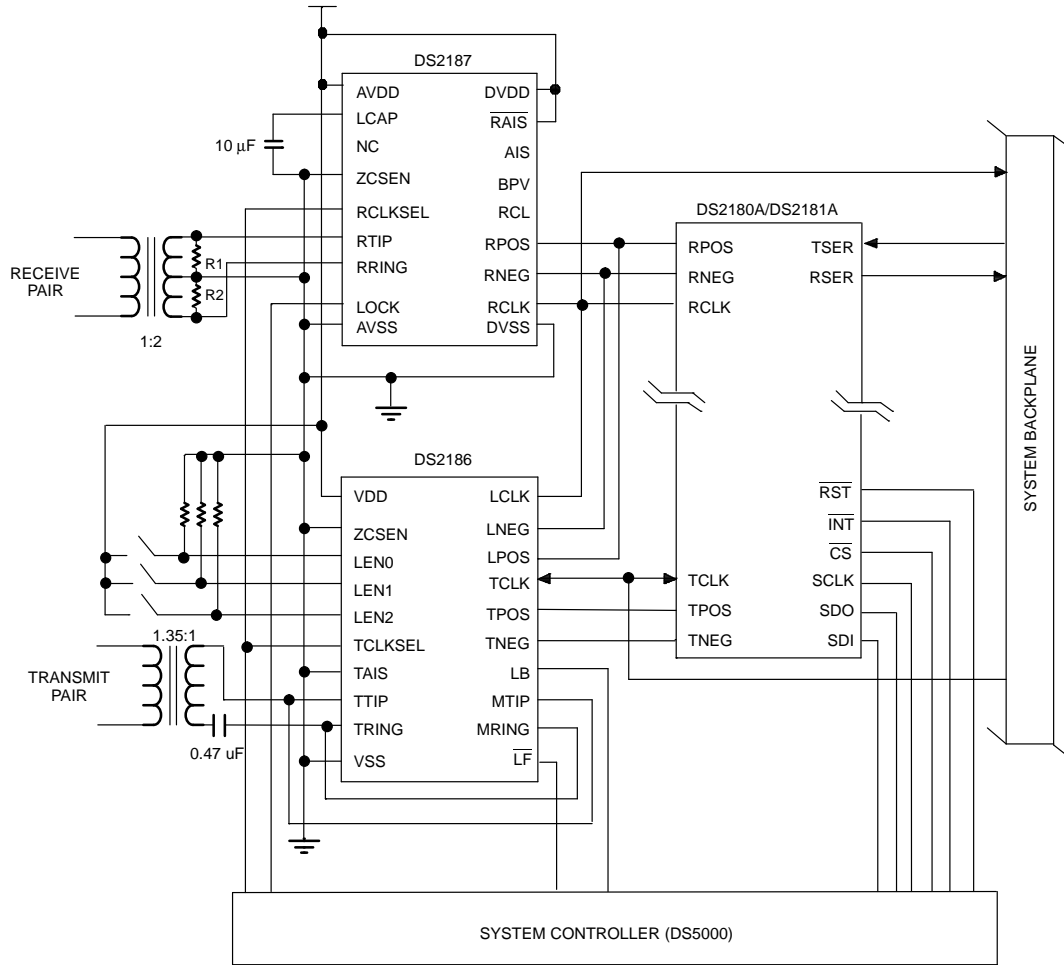 DS2187
AVDD
LCAP
NC
ZCSEN
RCLKSEL
RTIP
RRING
LOCK
AVSS
DVDD
RAIS
AIS
BPV
RCL
RPOS
RNEG
RCLK
DVSS
10 µF
R1
R2
RECEIVE
PAIR
1:2
DS2180A/DS2181A
RPOS
RNEG
RCLK
TCLK
TPOS
TNEG
TSER
RSER
RST
INT
CS
SCLK
SDO
SDI
SYSTEM BACKPLANE
DS2186
VDD
ZCSEN
LEN0
LEN1
LEN2
TCLKSEL
TAIS
TTIP
TRING
VSS
LCLK
LNEG
LPOS
TCLK
TPOS
TNEG
LB
MTIP
MRING
LF
1.35:1
TRANSMIT
PAIR
0.47 uF
SYSTEM CONTROLLER (DS5000)